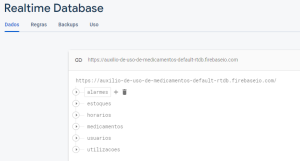 Realtime Database
Dados Regras Backups Uso
https://auxilio-de-uso-de-medicamentos-default-rtdb.firebaseio.com
https://auxilio-de-uso-de-medicamentos-default-rtdb.firebaseio.com/
alarmes
estoques
horarios
medicamentos
usuarios
utilizacoes